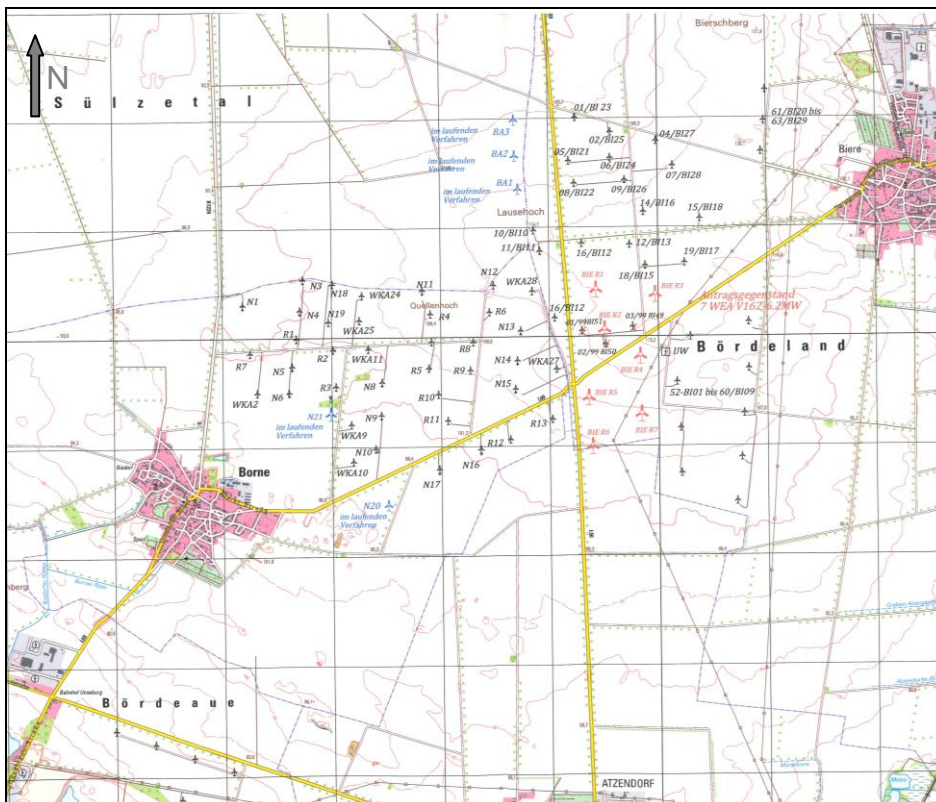 Bierschberg
N
Sülzetal
01/BI 23
61/BI20 bis
63/BI29
BA3
im laufenden
Verfahren
02/BI25
04/BI27
Biere
05/BI21
06/BI24
BA2
im laufenden
Verfahren
07/BI28
08/BI22
09/BI26
BA1
im laufenden
Verfahren
14/BI16
15/BI18
Lausehoch
10/BI10
11/BI11
16/BI12
12/BI13
19/BI17
18/BI15
N12
WKA28
BIE R1
BIE R3
Antragsgegenstand
7 WEA V162-6.2MW
N3
N18
WKA24
N11
N1
Quellenhoch
N4
N19
WKA25
R4
R6
16/BI12
N13
01/99BI51
BIE R2
03/99 BI49
R1
R7
R2
WKA11
R8
02/99 BI50
UW
Bördeland
N5
R5
R9
N14
WKA27
BIE R4
WKA2
N6
R3
N8
N15
52-BI01 bis 60/BI09
R10
BIE R5
N21
im laufenden
Verfahren
N9
R11
R13
BIE R7
WKA9
R12
BIE R6
N10
N16
WKA10
N17
Borne
N20
im laufenden
Verfahren
Bahnhof Unseburg
Bördeaue
ATZENDORF